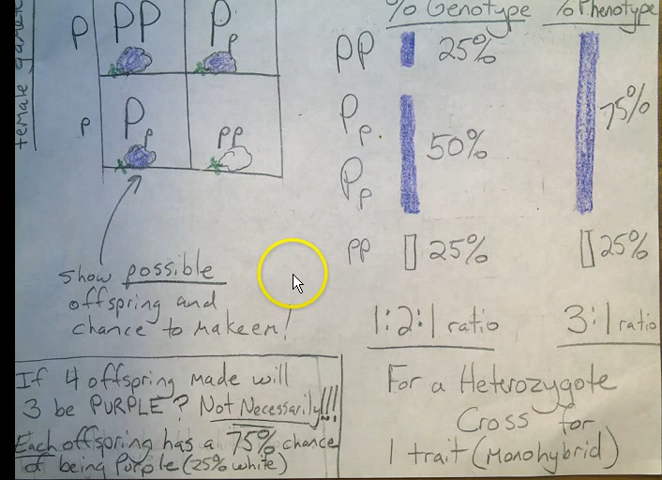 % Genotype
% Phenotype
female
P
PP
Pp
p
Pp
pp
PP 25%
Pp.
Pp
50%
75%
pp 25%
25%
1:2:1 ratio
3:1 ratio
show possible
offspring and
chance to make em!
If 4 offspring made will
3 be PURPLE? Not Necessarily!!!
Each offspring has a 75% chance
of being Purple (25% white)
For a Heterozygote
Cross for
1 trait (Monohybrid)